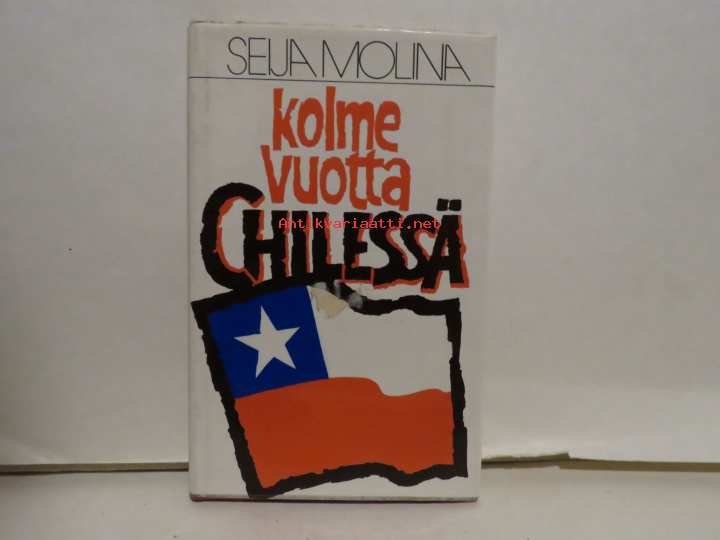 SEIJA MOLINA
kolme
vuotta
CHILESSÄ
Antikvariaatti.net